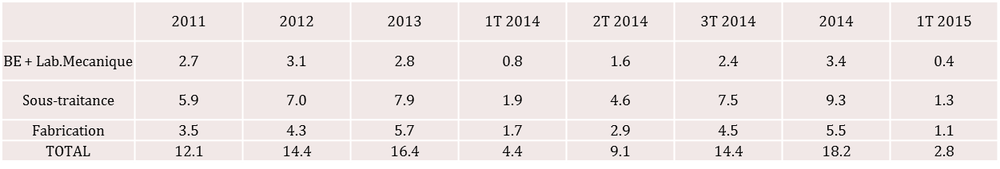 2011 2012 2013 1T 2014 2T 2014 3T 2014 2014 1T 2015
BE + Lab.Mecanique 2.7 3.1 2.8 0.8 1.6 2.4 3.4 0.4
Sous-traitance 5.9 7.0 7.9 1.9 4.6 7.5 9.3 1.3
Fabrication 3.5 4.3 5.7 1.7 2.9 4.5 5.5 1.1
TOTAL 12.1 14.4 16.4 4.4 9.1 14.4 18.2 2.8